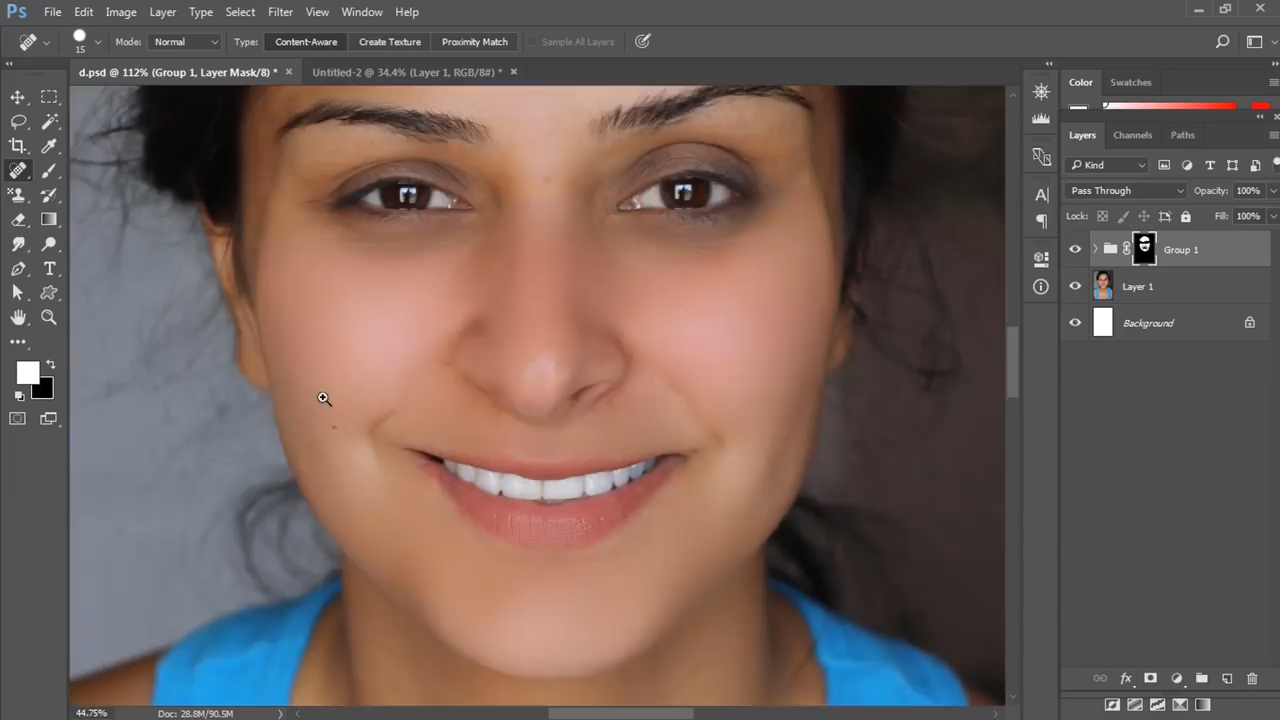 Ps File Edit Image Layer Type Select Filter View Window Help
15 Mode: Normal Type: Content-Aware Create Texture Proximity Match Sample All Layers
d.psd @ 112% (Group 1, Layer Mask/8) * × Untitled-2 @ 34.4% (Layer 1, RGB/8#) * ×
Color Swatches
Layers Channels Paths
Kind
Pass Through Opacity: 100%
Lock: Fill: 100%
Group 1
Layer 1
Background
44.75% Doc: 28.8M/90.5M